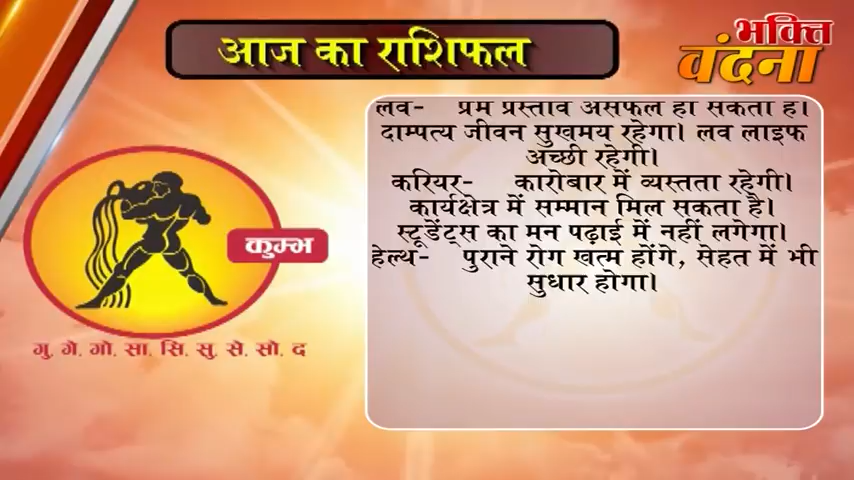 आज का राशिफल
भक्ति
वंदना
लव- प्रेम प्रस्ताव असफल हो सकता है।
दाम्पत्य जीवन सुखमय रहेगा। लव लाइफ
अच्छी रहेगी।
करियर- कारोबार में व्यस्तता रहेगी।
कार्यक्षेत्र में सम्मान मिल सकता है।
स्टूडेंट्स का मन पढ़ाई में नहीं लगेगा।
हेल्थ- पुराने रोग खत्म होंगे, सेहत में भी
सुधार होगा।
कुम्भ
गु. गे. गो. सा. सि. सु. से. सो. द